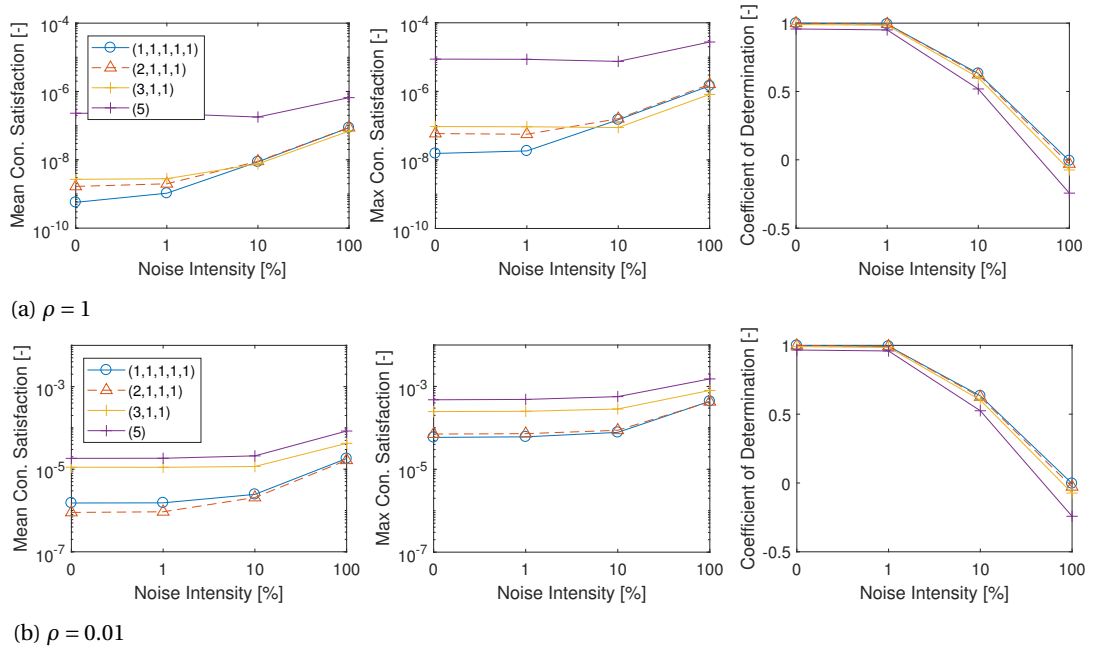 10^-4
10^-6
10^-8
10^-10
Mean Con. Satisfaction [-]
(1,1,1,1,1)
(2,1,1,1)
(3,1,1)
(5)
0 1 10 100
Noise Intensity [%]
10^-4
10^-6
10^-8
10^-10
Max Con. Satisfaction [-]
0 1 10 100
Noise Intensity [%]
1
0.5
0
-0.5
Coefficient of Determination [-]
0 1 10 100
Noise Intensity [%]
(a) ρ = 1
10^-3
10^-5
10^-7
Mean Con. Satisfaction [-]
(1,1,1,1,1)
(2,1,1,1)
(3,1,1)
(5)
0 1 10 100
Noise Intensity [%]
10^-3
10^-5
10^-7
Max Con. Satisfaction [-]
0 1 10 100
Noise Intensity [%]
1
0.5
0
-0.5
Coefficient of Determination [-]
0 1 10 100
Noise Intensity [%]
(b) ρ = 0.01